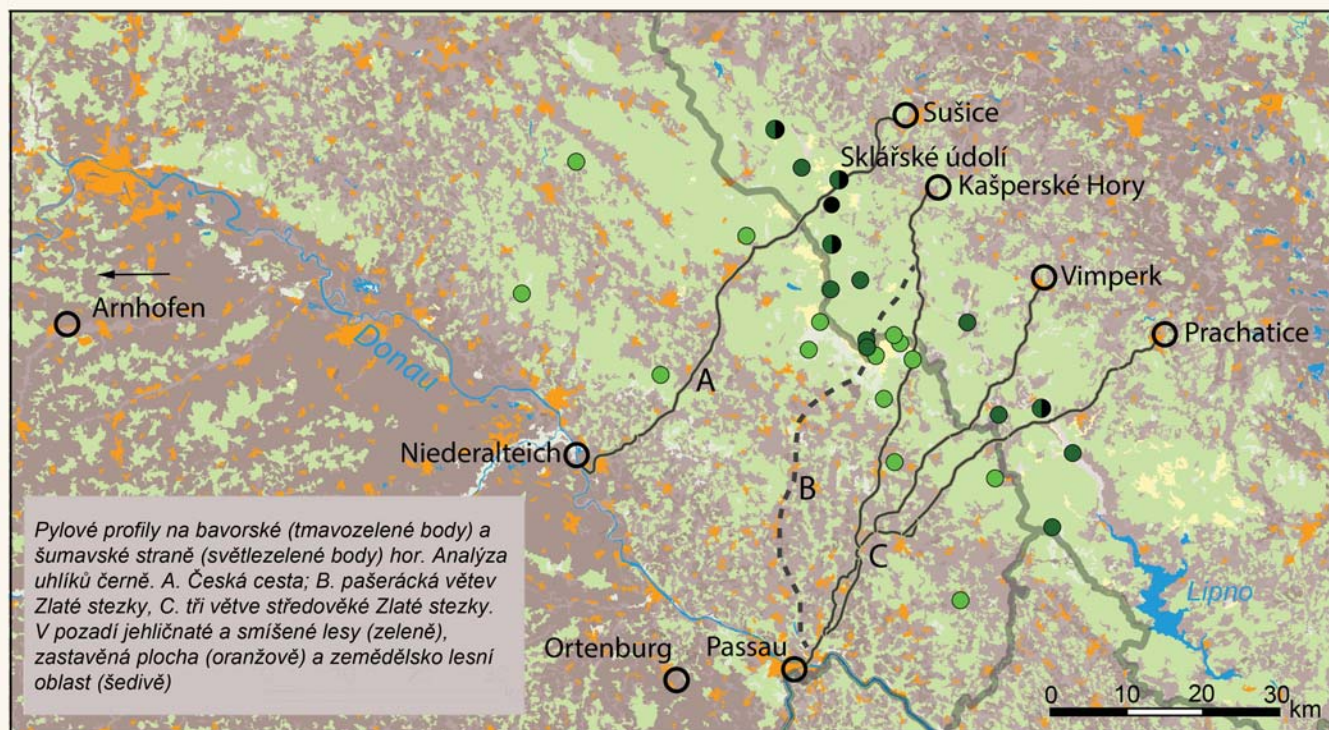 Sušice
Sklářské údolí
Kašperské Hory
Vimperk
Arnhofen
Prachatice
Donau
A
Niederalteich
B
C
Lipno
Ortenburg
Passau
Pylové profily na bavorské (tmavozelené body) a
šumavské straně (světlezelené body) hor. Analýza
uhlíků černě. A. Česká cesta; B. pašerácká větev
Zlaté stezky, C. tři větve středověké Zlaté stezky.
V pozadí jehličnaté a smíšené lesy (zeleně),
zastavěná plocha (oranžově) a zemědělsko lesní
oblast (šedivě)
0 10 20 30
km